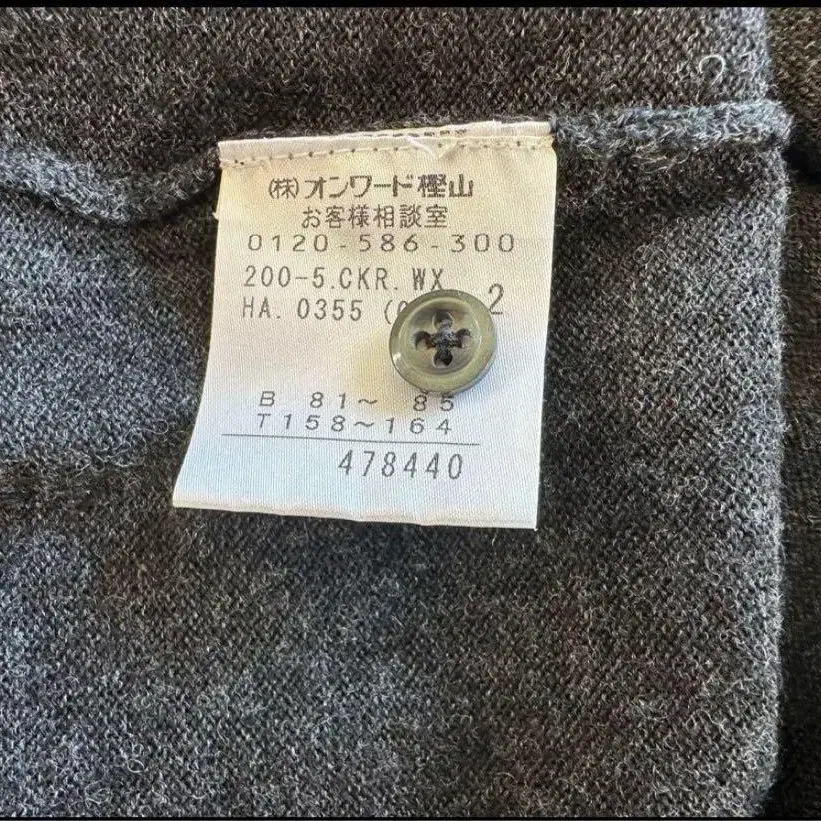 (株)オンワード樫山
お客様相談室
0120-586-300
200-5.CKR.WX
HA. 0355 2
B 81~ 85
T158~164
478440